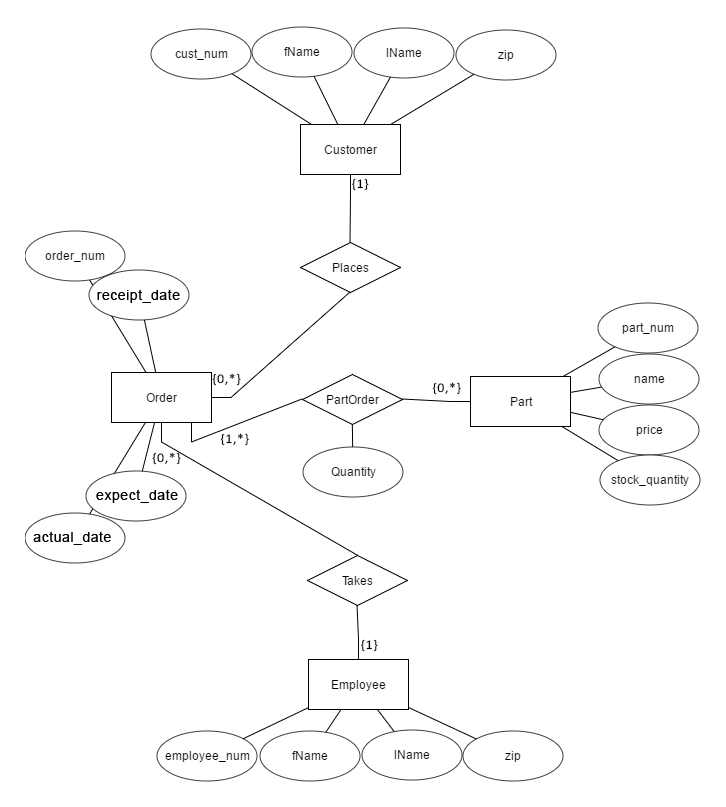 cust_num
fName
lName
zip
Customer
{1}
Places
order_num
receipt_date
{0,*}
Order
{1,*}
{0,*}
PartOrder
{0,*}
Part
part_num
name
price
stock_quantity
Quantity
expect_date
actual_date
Takes
{1}
Employee
employee_num
fName
lName
zip